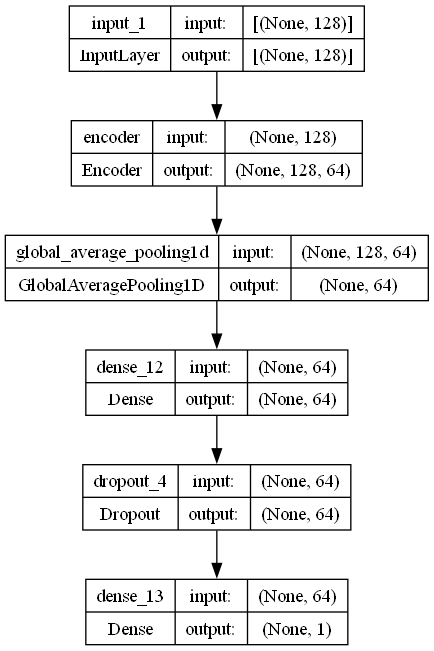 input_1 input: [(None, 128)]
InputLayer output: [(None, 128)]
encoder input: (None, 128)
Encoder output: (None, 128, 64)
global_average_pooling1d input: (None, 128, 64)
GlobalAveragePooling1D output: (None, 64)
dense_12 input: (None, 64)
Dense output: (None, 64)
dropout_4 input: (None, 64)
Dropout output: (None, 64)
dense_13 input: (None, 64)
Dense output: (None, 1)